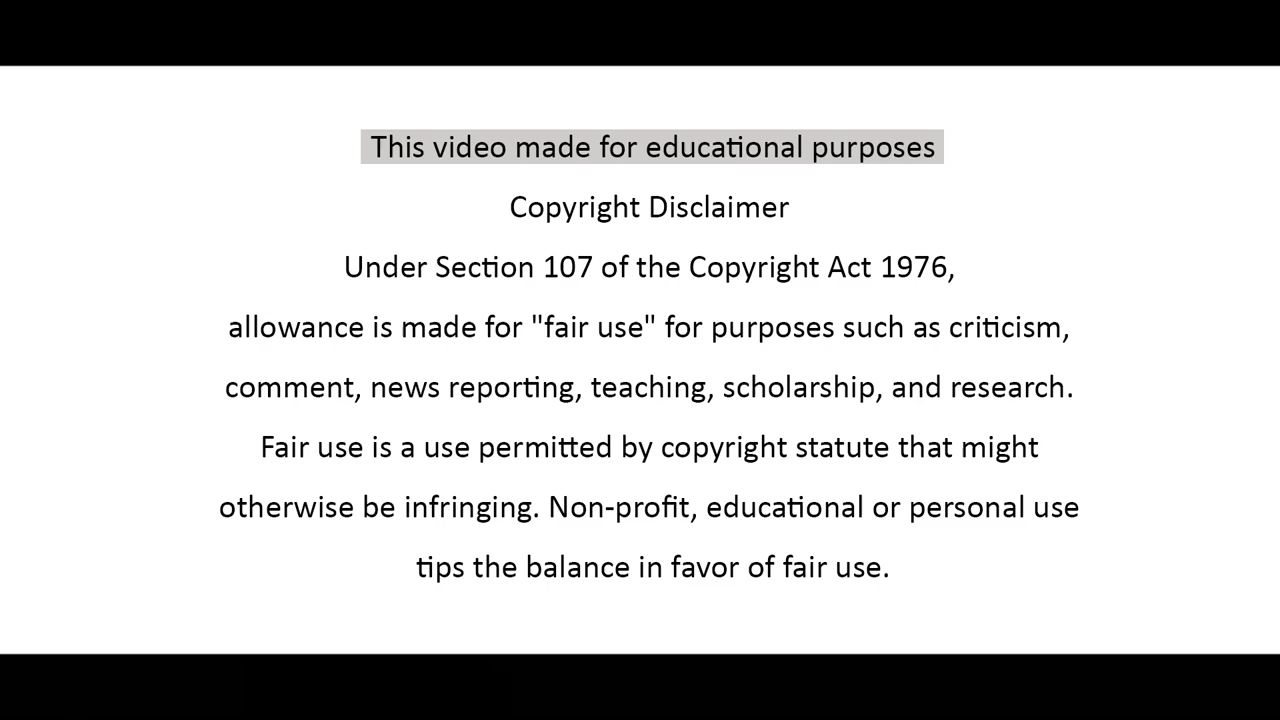 This video made for educational purposes
Copyright Disclaimer
Under Section 107 of the Copyright Act 1976,
allowance is made for "fair use" for purposes such as criticism,
comment, news reporting, teaching, scholarship, and research.
Fair use is a use permitted by copyright statute that might
otherwise be infringing. Non-profit, educational or personal use
tips the balance in favor of fair use.